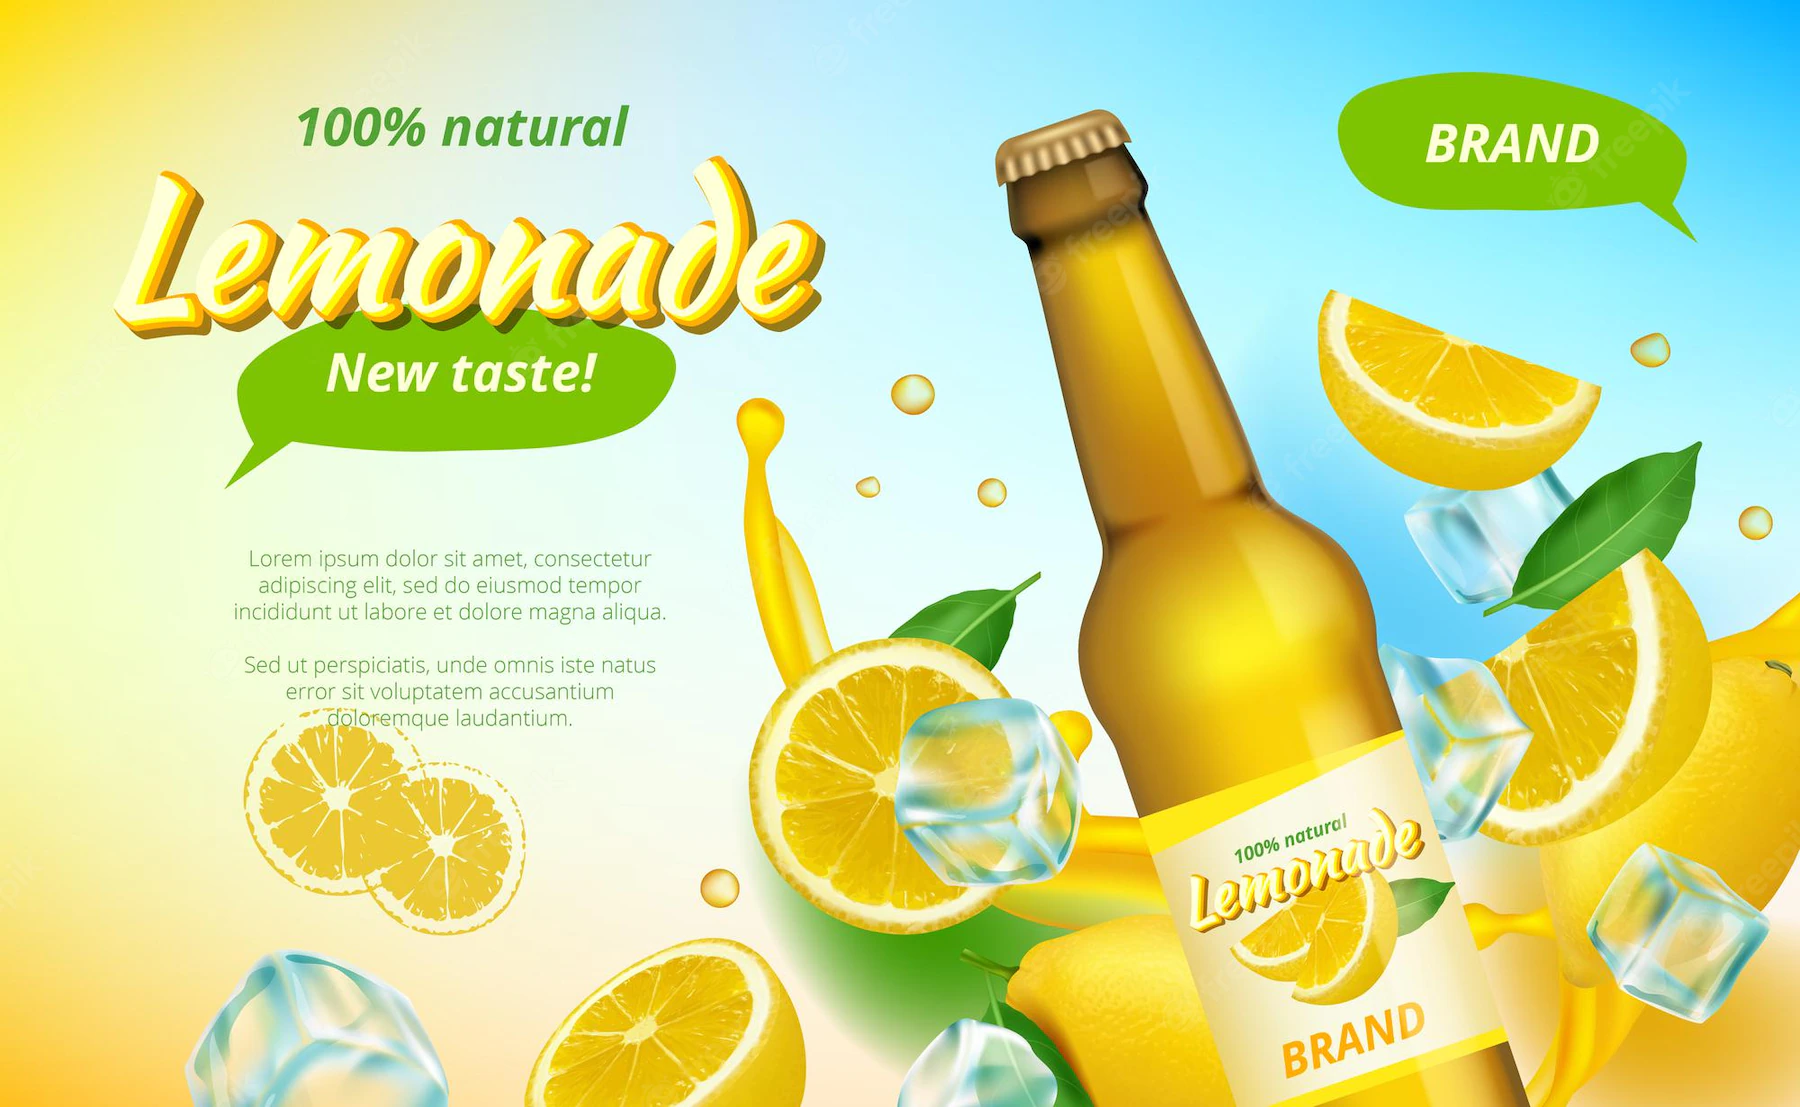 100% natural
Lemonade
New taste!
BRAND
Lorem ipsum dolor sit amet, consectetur
adipiscing elit, sed do eiusmod tempor
incididunt ut labore et dolore magna aliqua.
Sed ut perspiciatis, unde omnis iste natus
error sit voluptatem accusantium
doloremque laudantium.
100% natural
Lemonade
BRAND
freepik